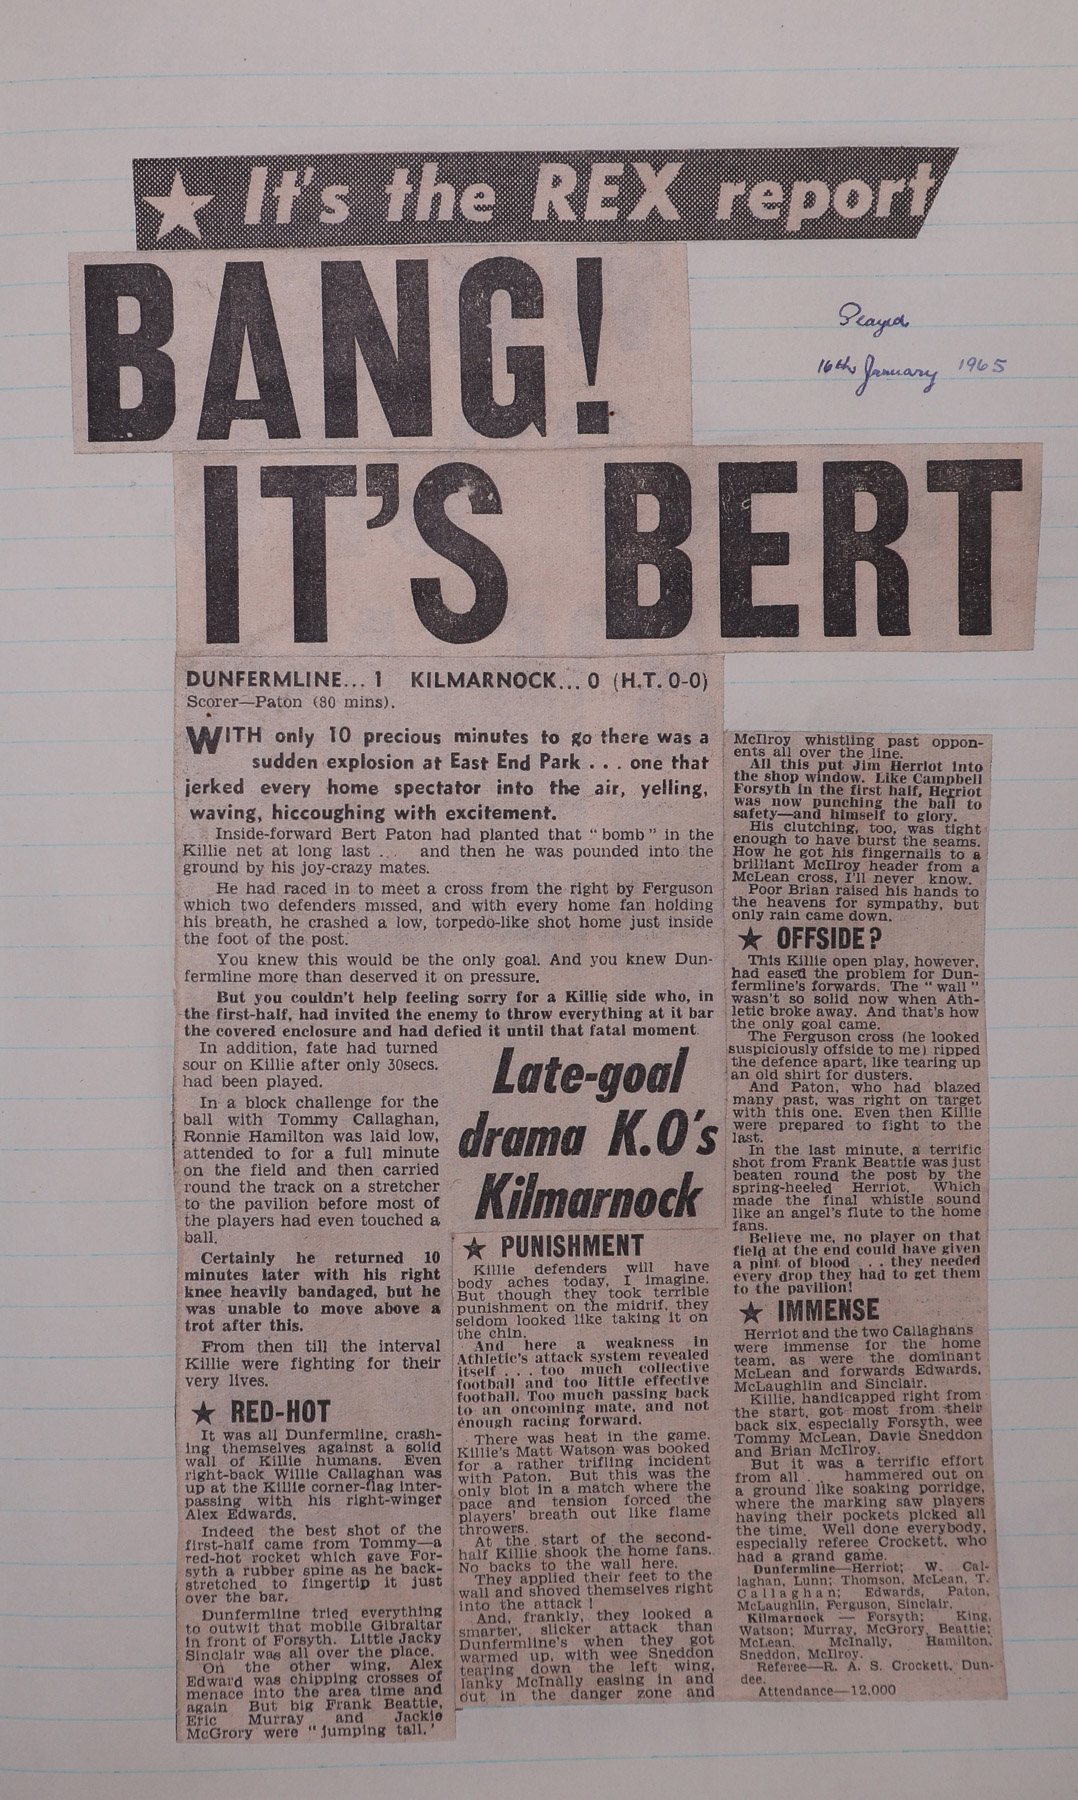 ★ It's the REX report
BANG!
Played
16th January 1965
IT'S BERT
DUNFERMLINE... 1 KILMARNOCK... 0 (H.T. 0-0)
Scorer—Paton (80 mins).
WITH only 10 precious minutes to go there was a
sudden explosion at East End Park . . . one that
jerked every home spectator into the air, yelling,
waving, hiccoughing with excitement.
Inside-forward Bert Paton had planted that "bomb" in the
Killie net at long last . . . and then he was pounded into the
ground by his joy-crazy mates.
He had raced in to meet a cross from the right by Ferguson
which two defenders missed, and with every home fan holding
his breath, he crashed a low, torpedo-like shot home just inside
the foot of the post.
You knew this would be the only goal. And you knew Dun-
fermline more than deserved it on pressure.
But you couldn't help feeling sorry for a Killie side who, in
the first-half, had invited the enemy to throw everything at it bar
the covered enclosure and had defied it until that fatal moment.
In addition, fate had turned
sour on Killie after only 30secs.
had been played.
In a block challenge for the
ball with Tommy Callaghan,
Ronnie Hamilton was laid low,
attended to for a full minute
on the field and then carried
round the track on a stretcher
to the pavilion before most of
the players had even touched a
ball.
Certainly he returned 10
minutes later with his right
knee heavily bandaged, but he
was unable to move above a
trot after this.
From then till the interval
Killie were fighting for their
very lives.
★ RED-HOT
It was all Dunfermline, crash-
ing themselves against a solid
wall of Killie humans. Even
right-back Willie Callaghan was
up at the Killie corner-flag inter-
passing with his right-winger
Alex Edwards.
Indeed the best shot of the
first-half came from Tommy—a
red-hot rocket which gave For-
syth a rubber spine as he back-
stretched to fingertip it just
over the bar.
Dunfermline tried everything
to outwit that mobile Gibraltar
in front of Forsyth. Little Jacky
Sinclair was all over the place.
On the other wing, Alex
Edward was chipping crosses of
menace into the area time and
again But big Frank Beattie,
Eric Murray and Jackie
McGrory were "jumping tall.'
Late-goal
drama K.O's
Kilmarnock
★ PUNISHMENT
Killie defenders will have
body aches today, I imagine.
But though they took terrible
punishment on the midrif, they
seldom looked like taking it on
the chin.
And here a weakness in
Athletic's attack system revealed
itself . . . too much collective
football and too little effective
football. Too much passing back
to an oncoming mate, and not
enough racing forward.
There was heat in the game.
Killie's Matt Watson was booked
for a rather trifling incident
with Paton. But this was the
only blot in a match where the
pace and tension forced the
players' breath out like flame
throwers.
At the start of the second-
half Killie shook the home fans.
No backs to the wall here.
They applied their feet to the
wall and shoved themselves right
into the attack !
And, frankly, they looked a
smarter, slicker attack than
Dunfermline's when they got
warmed up, with wee Sneddon
tearing down the left wing,
lanky McInally easing in and
out in the danger zone and
McIlroy whistling past oppon-
ents all over the line.
All this put Jim Herriot into
the shop window. Like Campbell
Forsyth in the first half, Herriot
was now punching the ball to
safety—and himself to glory.
His clutching, too, was tight
enough to have burst the seams.
How he got his fingernails to a
brilliant McIlroy header from a
McLean cross, I'll never know.
Poor Brian raised his hands to
the heavens for sympathy, but
only rain came down.
★ OFFSIDE?
This Killie open play, however,
had eased the problem for Dun-
fermline's forwards. The "wall"
wasn't so solid now when Ath-
letic broke away. And that's how
the only goal came.
The Ferguson cross (he looked
suspiciously offside to me) ripped
the defence apart, like tearing up
an old shirt for dusters.
And Paton, who had blazed
many past, was right on target
with this one. Even then Killie
were prepared to fight to the
last.
In the last minute, a terrific
shot from Frank Beattie was just
beaten round the post by the
spring-heeled Herriot. Which
made the final whistle sound
like an angel's flute to the home
fans.
Believe me, no player on that
field at the end could have given
a pint of blood . . . they needed
every drop they had to get them
to the pavilion!
★ IMMENSE
Herriot and the two Callaghans
were immense for the home
team, as were the dominant
McLean and forwards Edwards,
McLaughlin and Sinclair.
Killie, handicapped right from
the start, got most from their
back six, especially Forsyth, wee
Tommy McLean, Davie Sneddon
and Brian McIlroy.
But it was a terrific effort
from all . . hammered out on
a ground like soaking porridge,
where the marking saw players
having their pockets picked all
the time. Well done everybody,
especially referee Crockett, who
had a grand game.
Dunfermline—Herriot; W. Cal-
laghan, Lunn; Thomson, McLean, T.
Callaghan; Edwards, Paton,
McLaughlin, Ferguson, Sinclair.
Kilmarnock — Forsyth; King,
Watson; Murray, McGrory, Beattie;
McLean, McInally, Hamilton,
Sneddon, McIlroy.
Referee—R. A. S. Crockett, Dun-
dee.
Attendance—12,000